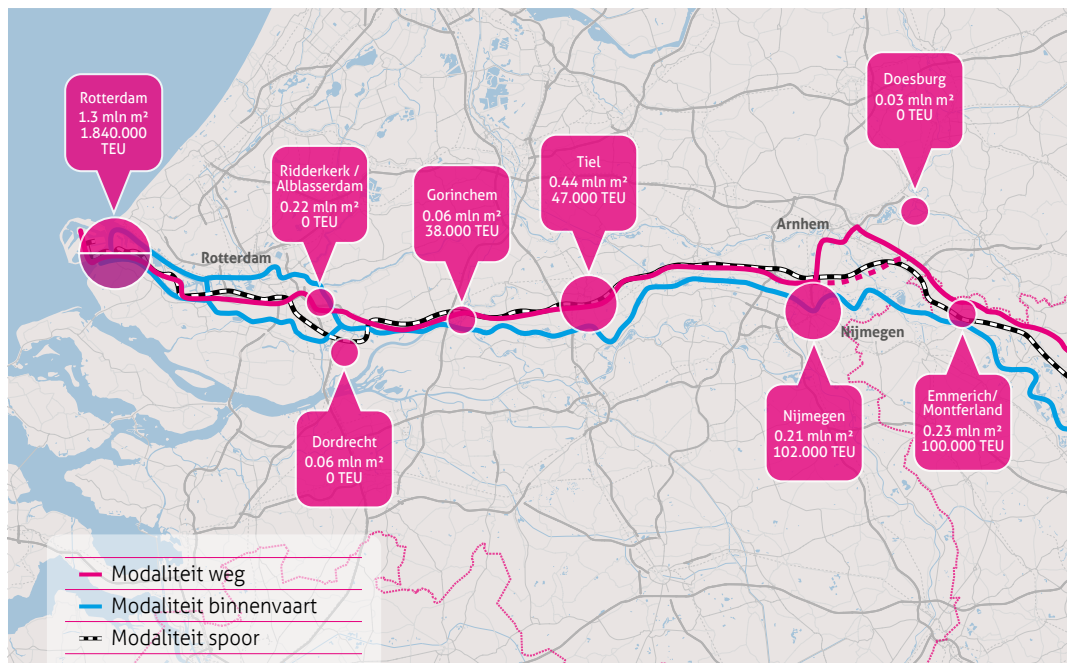 Rotterdam
1.3 mln m²
1.840.000
TEU
Ridderkerk /
Alblasserdam
0.22 mln m²
0 TEU
Gorinchem
0.06 mln m²
38.000 TEU
Tiel
0.44 mln m²
47.000 TEU
Doesburg
0.03 mln m²
0 TEU
Arnhem
Rotterdam
Nijmegen
Dordrecht
0.06 mln m²
0 TEU
Nijmegen
0.21 mln m²
102.000 TEU
Emmerich/
Montferland
0.23 mln m²
100.000 TEU
Modaliteit weg
Modaliteit binnenvaart
Modaliteit spoor